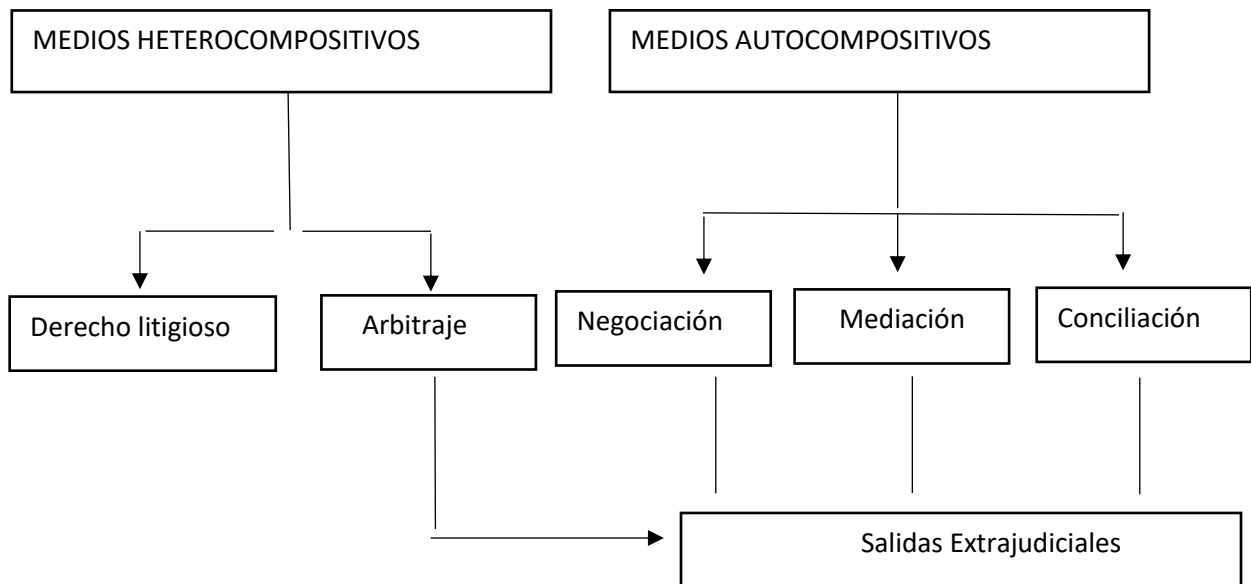 MEDIOS HETEROCOMPOSITIVOS
MEDIOS AUTOCOMPOSITIVOS
Derecho litigioso
Arbitraje
Negociación
Mediación
Conciliación
Salidas Extrajudiciales